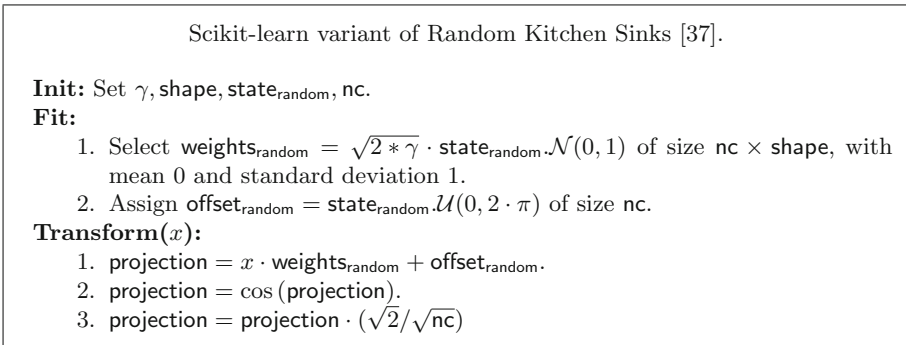 Scikit-learn variant of Random Kitchen Sinks [37].
Init: Set γ, shape, state_random, nc.
Fit:
1. Select weights_random = √(2 ∗ γ) · state_random.𝒩(0, 1) of size nc × shape, with
mean 0 and standard deviation 1.
2. Assign offset_random = state_random.𝒰(0, 2 · π) of size nc.
Transform(x):
1. projection = x · weights_random + offset_random.
2. projection = cos (projection).
3. projection = projection · (√2/√nc)